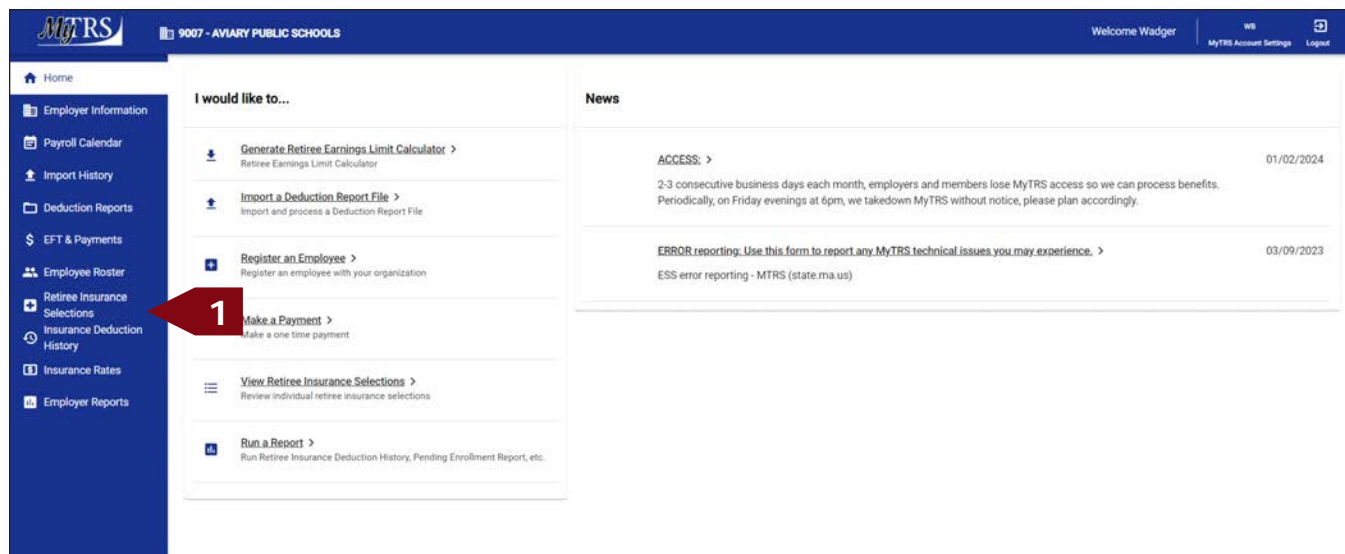 MyTRS
9007 - AVIARY PUBLIC SCHOOLS
Welcome Wadger
WB
MyTRS Account Settings
Logout
Home
Employer Information
Payroll Calendar
Import History
Deduction Reports
EFT & Payments
Employee Roster
Retiree Insurance
Selections
Insurance Deduction
History
Insurance Rates
Employer Reports
1
I would like to...
Generate Retiree Earnings Limit Calculator >
Retiree Earnings Limit Calculator
Import a Deduction Report File >
Import and process a Deduction Report File
Register an Employee >
Register an employee with your organization
Make a Payment >
Make a one time payment
View Retiree Insurance Selections >
Review individual retiree insurance selections
Run a Report >
Run Retiree Insurance Deduction History, Pending Enrollment Report, etc.
News
ACCESS: >
01/02/2024
2-3 consecutive business days each month, employers and members lose MyTRS access so we can process benefits.
Periodically, on Friday evenings at 6pm, we takedown MyTRS without notice, please plan accordingly.
ERROR reporting: Use this form to report any MyTRS technical issues you may experience. >
03/09/2023
ESS error reporting - MTRS (state.ma.us)